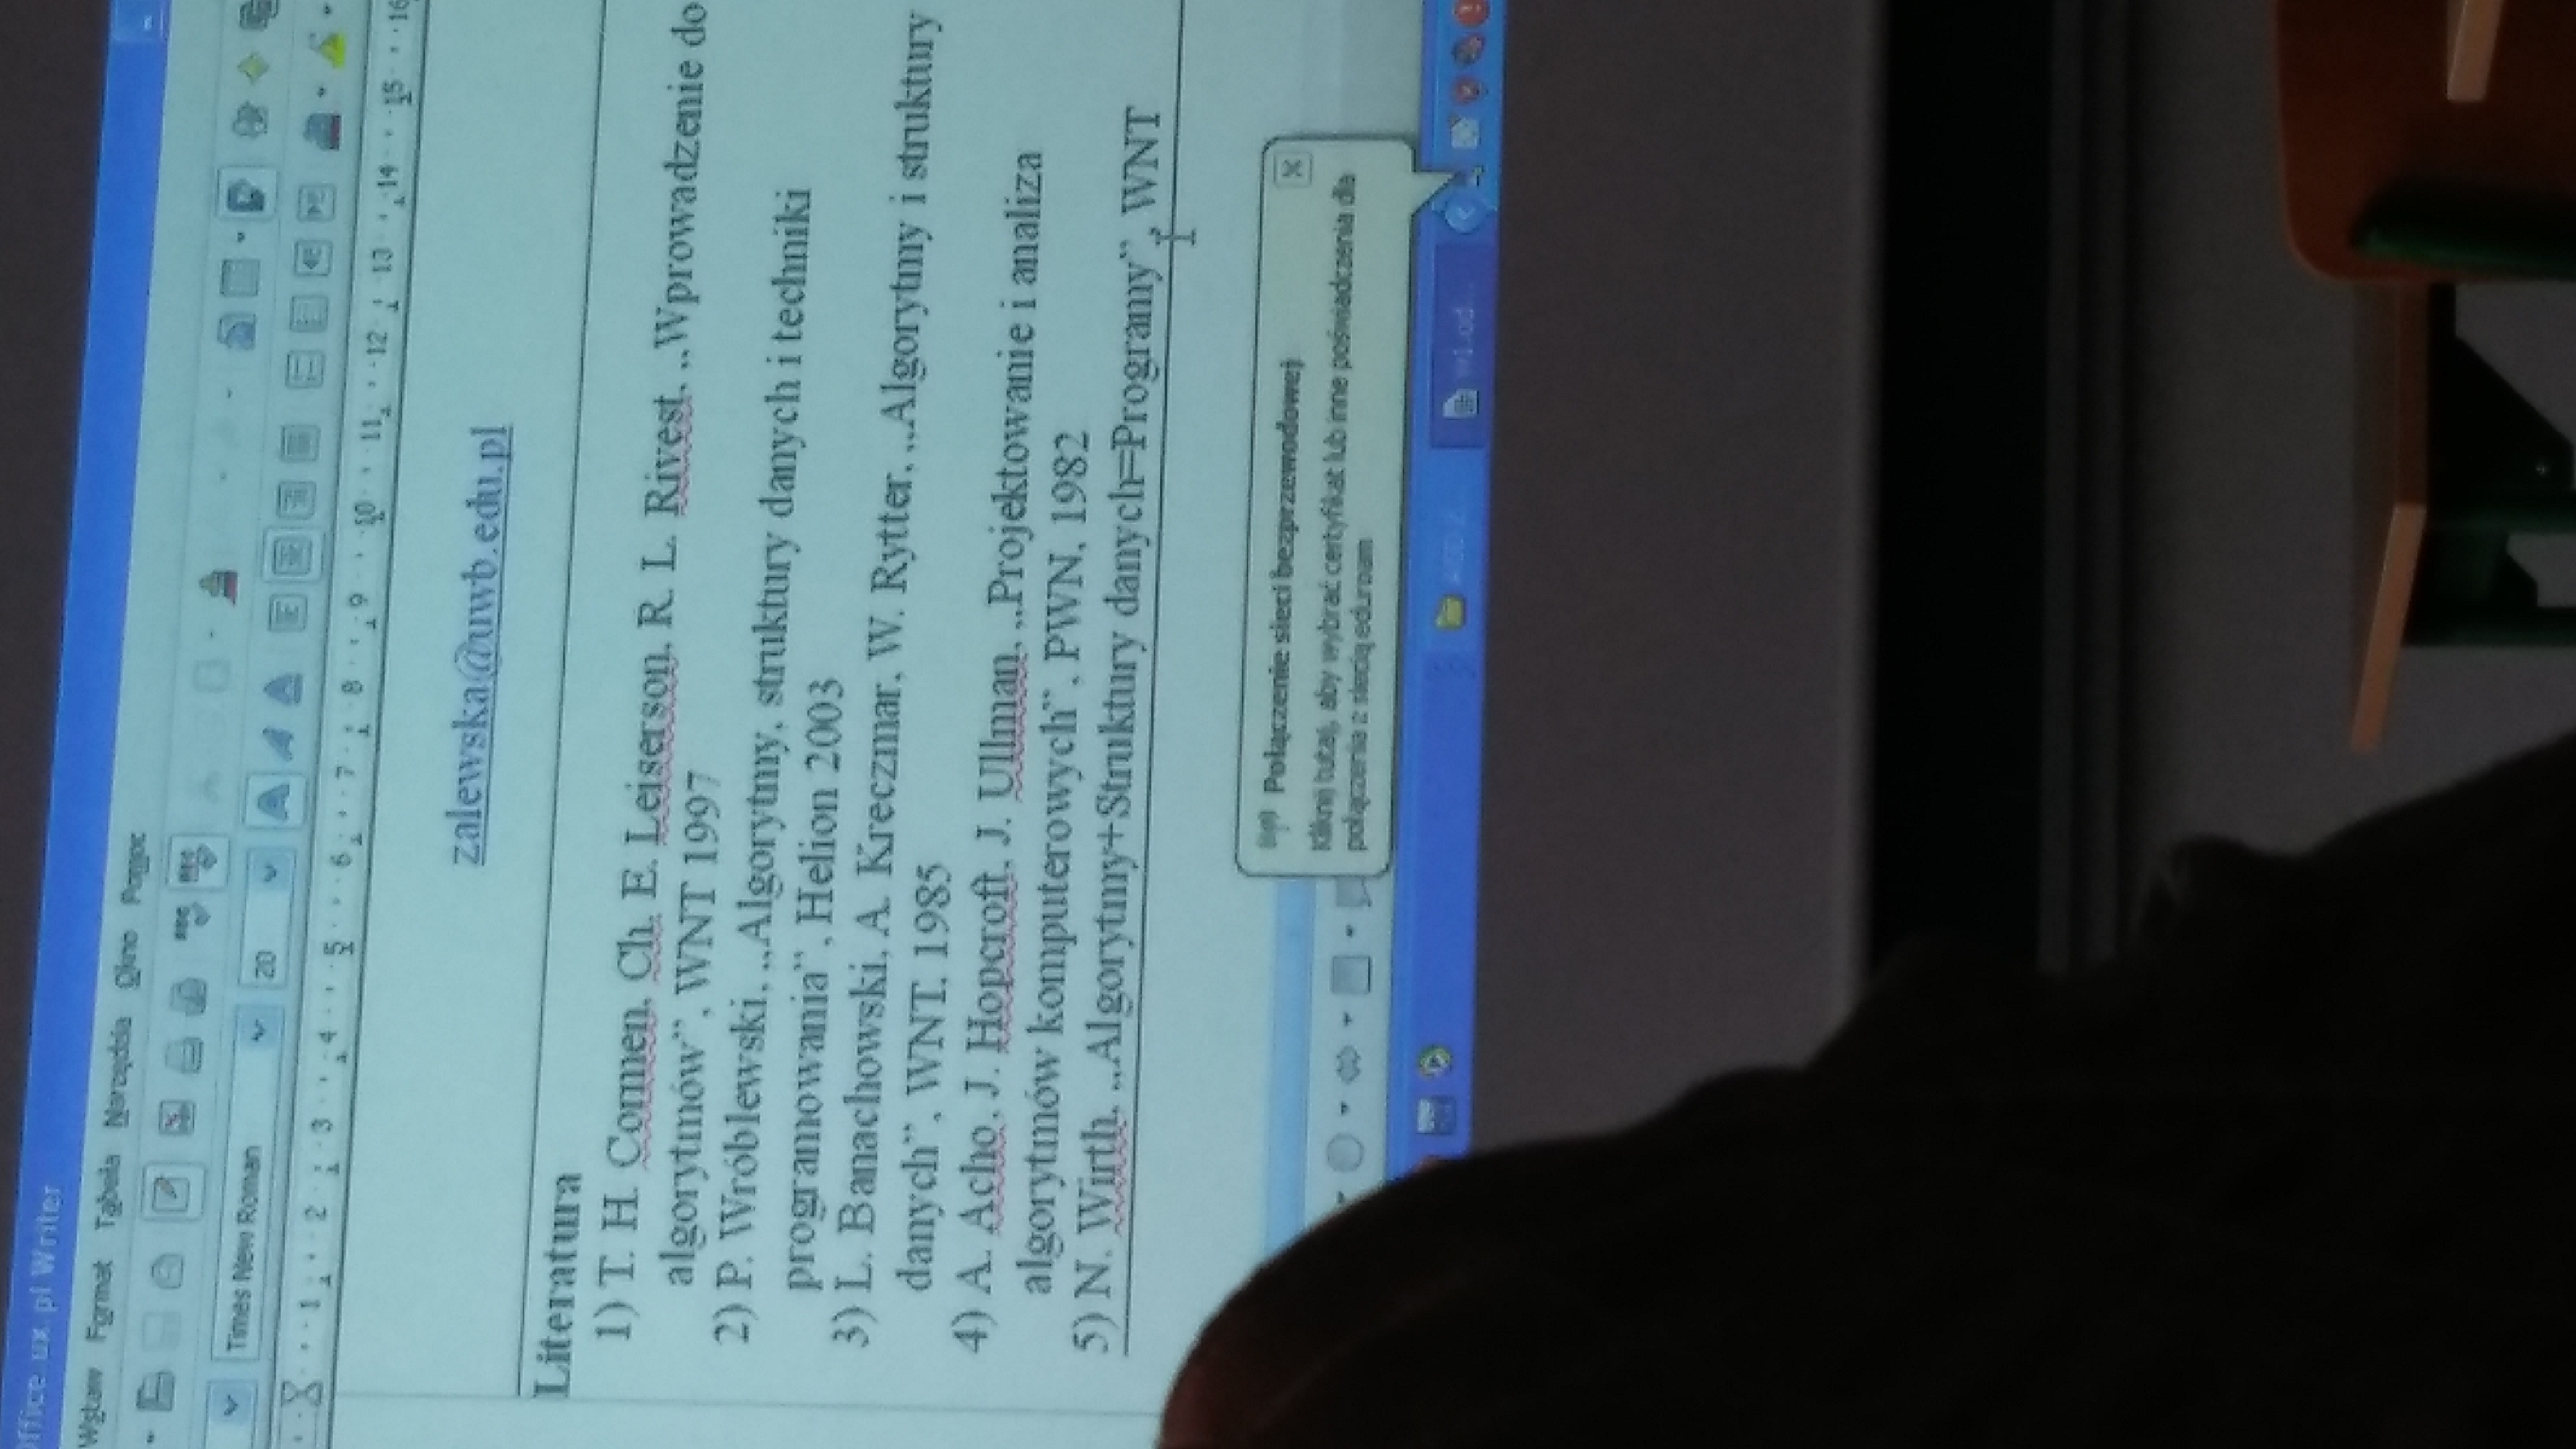 Office.ux.pl Writer
Wstaw Format Tabela Narzędzia Okno Pomoc
ABC ABC
Times New Roman 20
1 2 3 4 5 6 7 8 9 10 11 12 13 14 15 16
zalewska@uwb.edu.pl
Literatura
1) T. H. Cormen, Ch. E. Leiserson, R. L. Rivest, „Wprowadzenie do
algorytmów”, WNT 1997
2) P. Wróblewski, „Algorytmy, struktury danych i techniki
programowania”, Helion 2003
3) L. Banachowski, A. Kreczmar, W. Rytter, „Algorytmy i struktury
danych”, WNT, 1985
4) A. Acho, J. Hopcroft, J. Ullman, „Projektowanie i analiza
algorytmów komputerowych”, PWN, 1982
5) N. Wirth, „Algorytmy+Struktury danych=Programy”, WNT
Połączenie sieci bezprzewodowej
Kliknij tutaj, aby wybrać certyfikat lub inne poświadczenia dla
połączenia z siecią eduroam
w1.od...